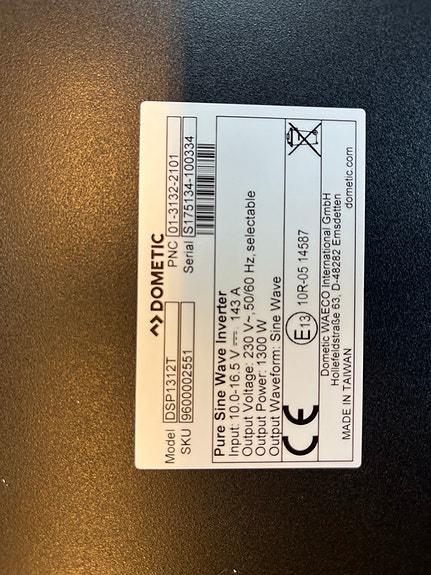 DOMETIC
Model DSP1312T PNC 01-3132-2101
SKU 9600002551 Serial S175134-100334
Pure Sine Wave Inverter
Input: 10.0-16.5 V⎓ 143 A
Output Voltage: 230 V~, 50/60 Hz, selectable
Output Power: 1300 W
Output Waveform: Sine Wave
CE E13 10R-05 14587
Dometic WAECO International GmbH
Hollefeldstraße 63, D-48282 Emsdetten
MADE IN TAIWAN dometic.com